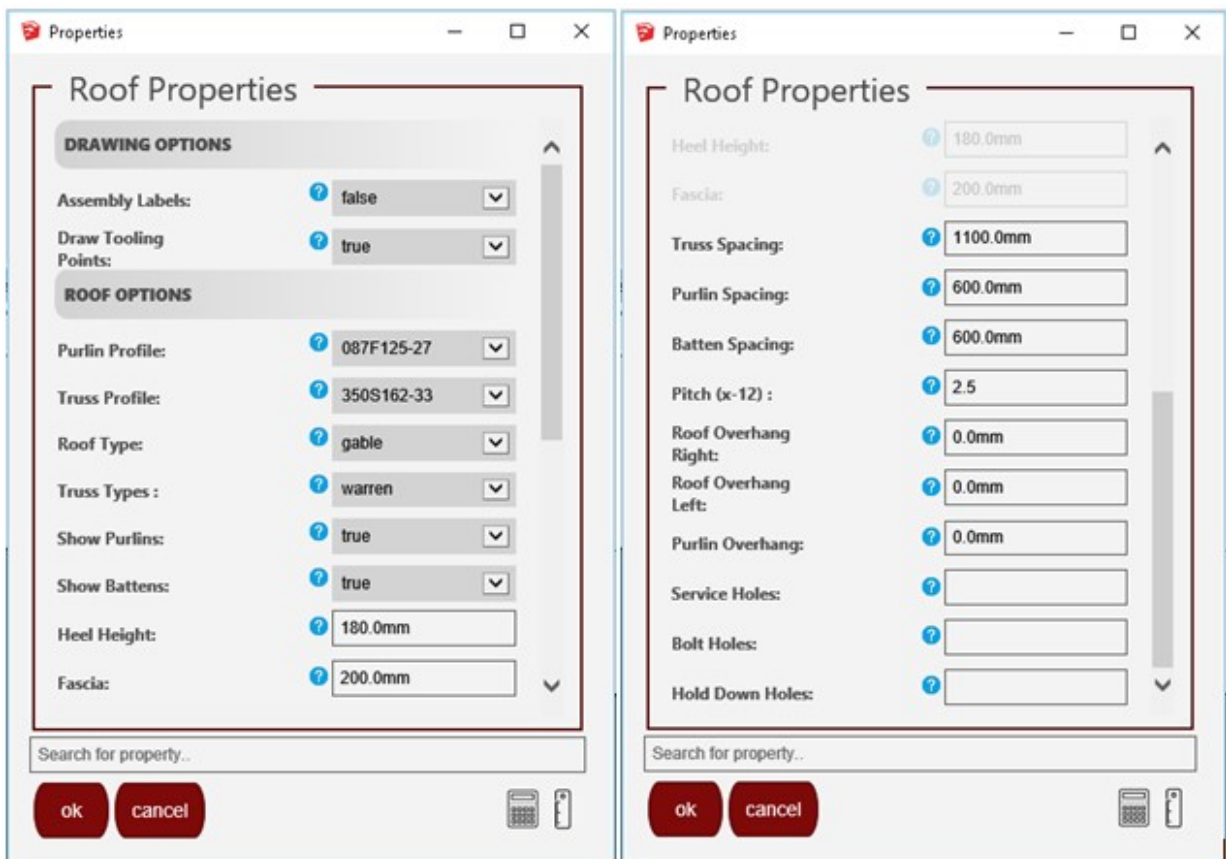 Properties
Roof Properties
DRAWING OPTIONS
Assembly Labels: ? false
Draw Tooling
Points: ? true
ROOF OPTIONS
Purlin Profile: ? 087F125-27
Truss Profile: ? 350S162-33
Roof Type: ? gable
Truss Types : ? warren
Show Purlins: ? true
Show Battens: ? true
Heel Height: ? 180.0mm
Fascia: ? 200.0mm
Search for property..
ok cancel
Properties
Roof Properties
Heel Height: ? 180.0mm
Fascia: ? 200.0mm
Truss Spacing: ? 1100.0mm
Purlin Spacing: ? 600.0mm
Batten Spacing: ? 600.0mm
Pitch (x-12) : ? 2.5
Roof Overhang
Right: ? 0.0mm
Roof Overhang
Left: ? 0.0mm
Purlin Overhang: ? 0.0mm
Service Holes: ?
Bolt Holes: ?
Hold Down Holes: ?
Search for property..
ok cancel